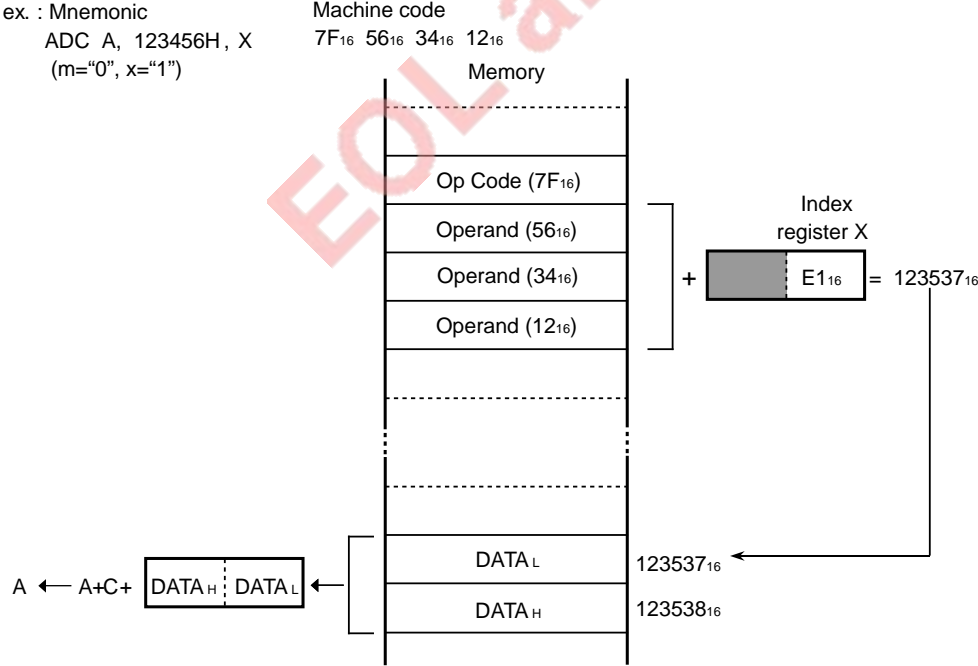 ex. : Mnemonic
Machine code
ADC A, 123456H, X
7F16 5616 3416 1216
(m=“0”, x=“1”)
Memory
Op Code (7F16)
Operand (5616)
Operand (3416)
Operand (1216)
Index
register X
+ E116 = 12353716
DATA L 12353716
DATA H 12353816
A ← A+C+ DATA H DATA L
EOL a